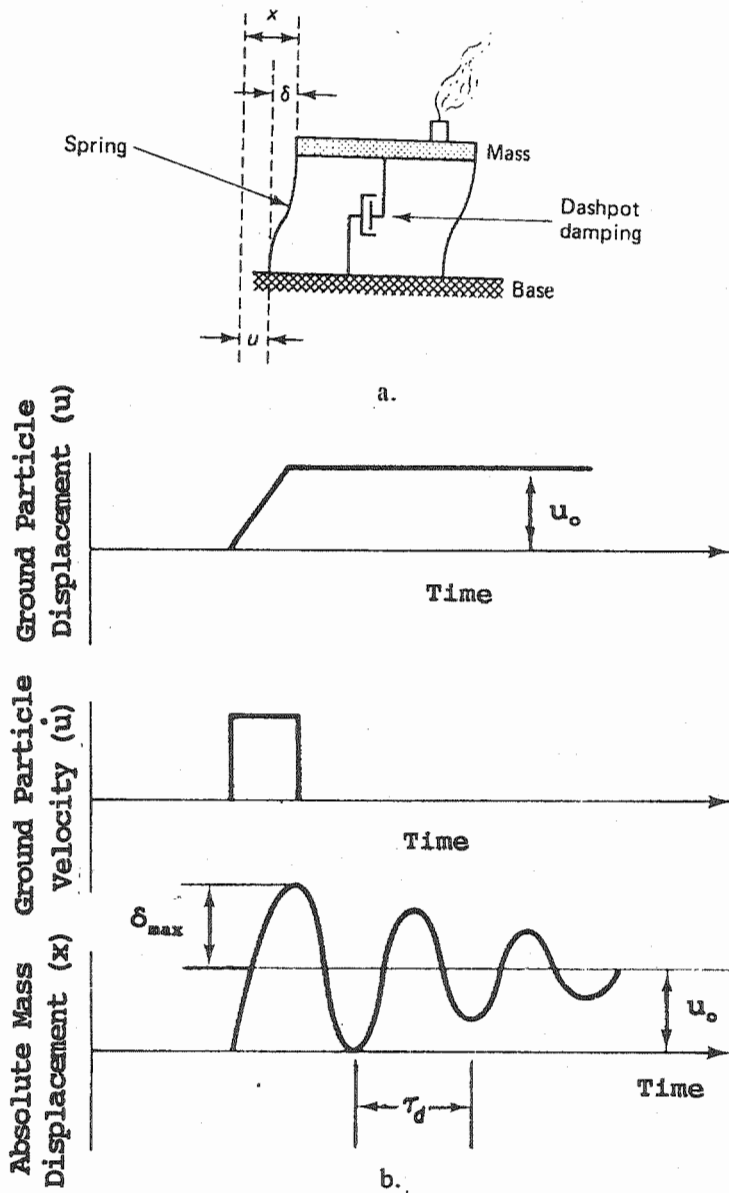 x
δ
Spring
Mass
Dashpot
damping
Base
u
a.
Ground Particle
Displacement (u)
u₀
Time
Ground Particle
Velocity (u̇)
Time
Absolute Mass
Displacement (x)
δmax
u₀
Time
τd
b.